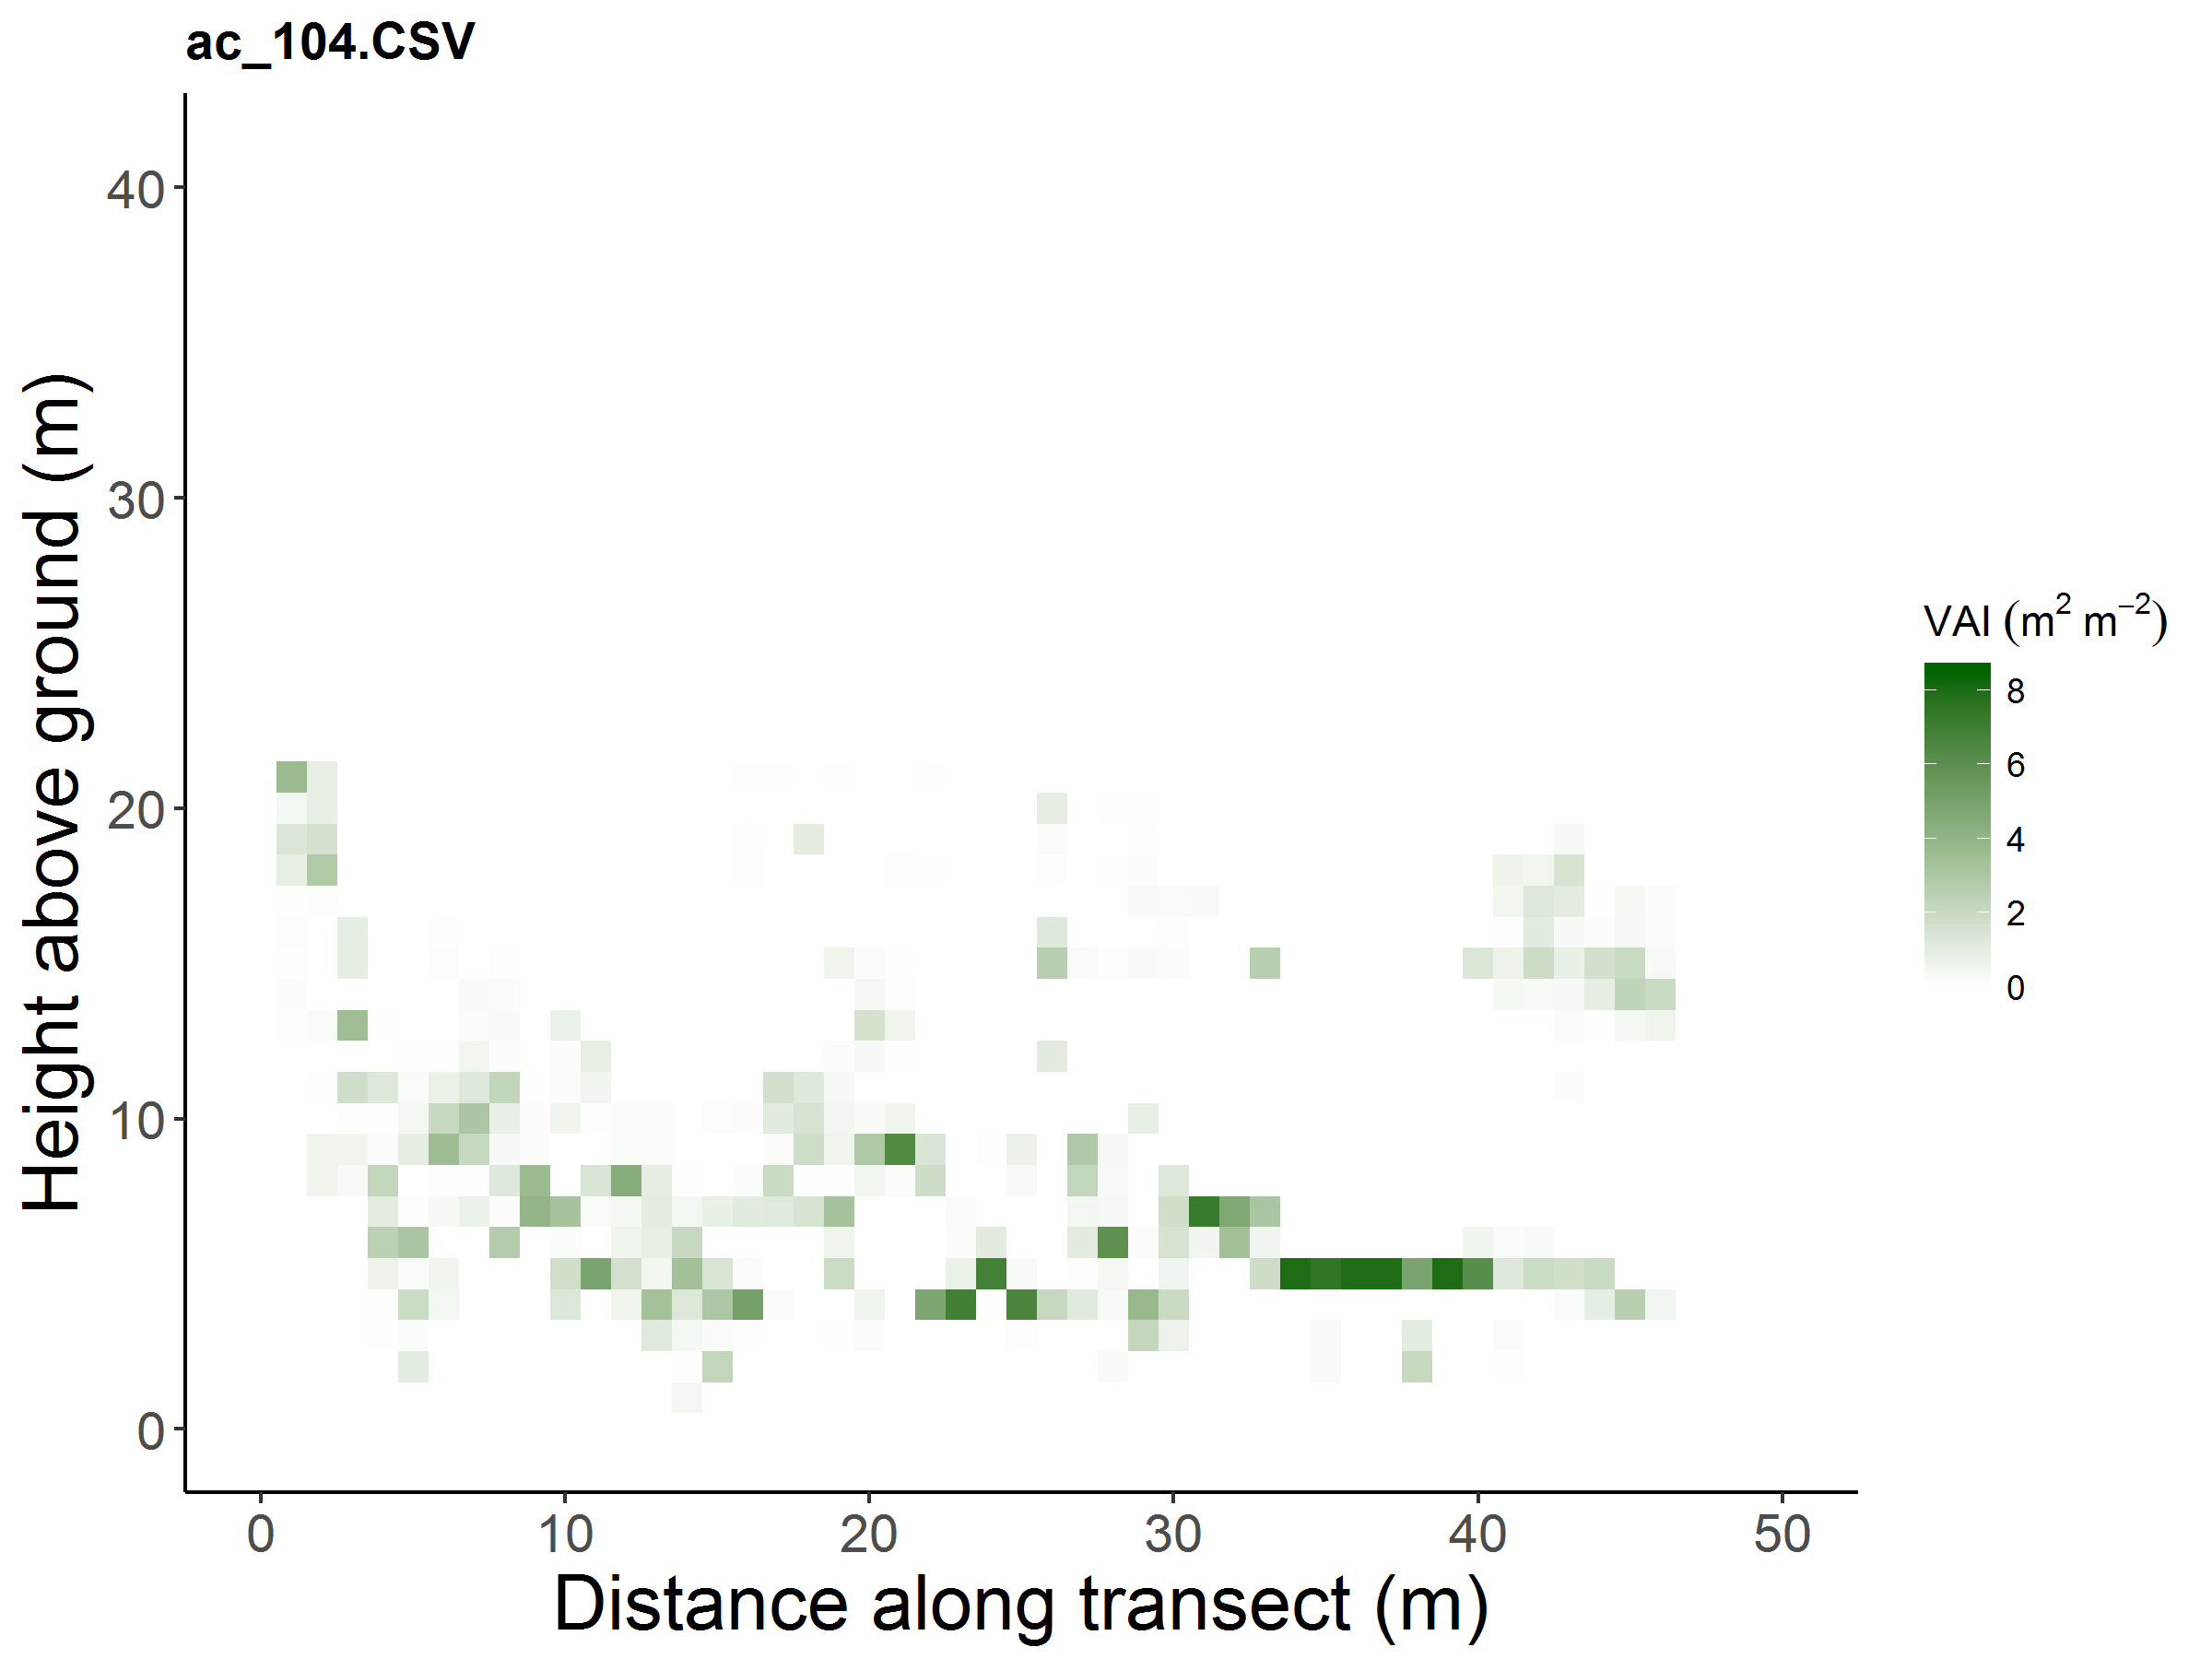 ac_104.CSV
40
30
20
10
0
Height above ground (m)
0 10 20 30 40 50
Distance along transect (m)
VAI (m² m⁻²)
8
6
4
2
0